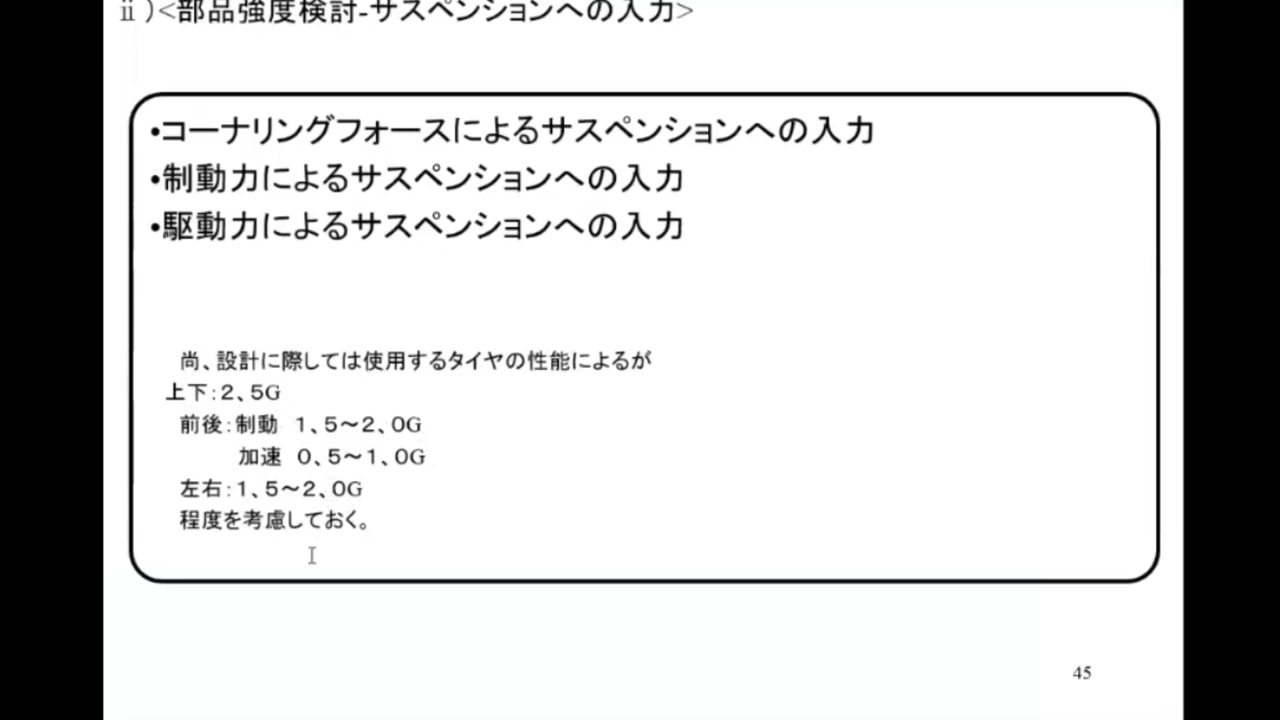 ⅱ）<部品強度検討-サスペンションへの入力>
•コーナリングフォースによるサスペンションへの入力
•制動力によるサスペンションへの入力
•駆動力によるサスペンションへの入力
尚、設計に際しては使用するタイヤの性能によるが
上下：２、５G
前後：制動　１、５～２、０G
加速　０、５～１、０G
左右：１、５～２、０G
程度を考慮しておく。
45